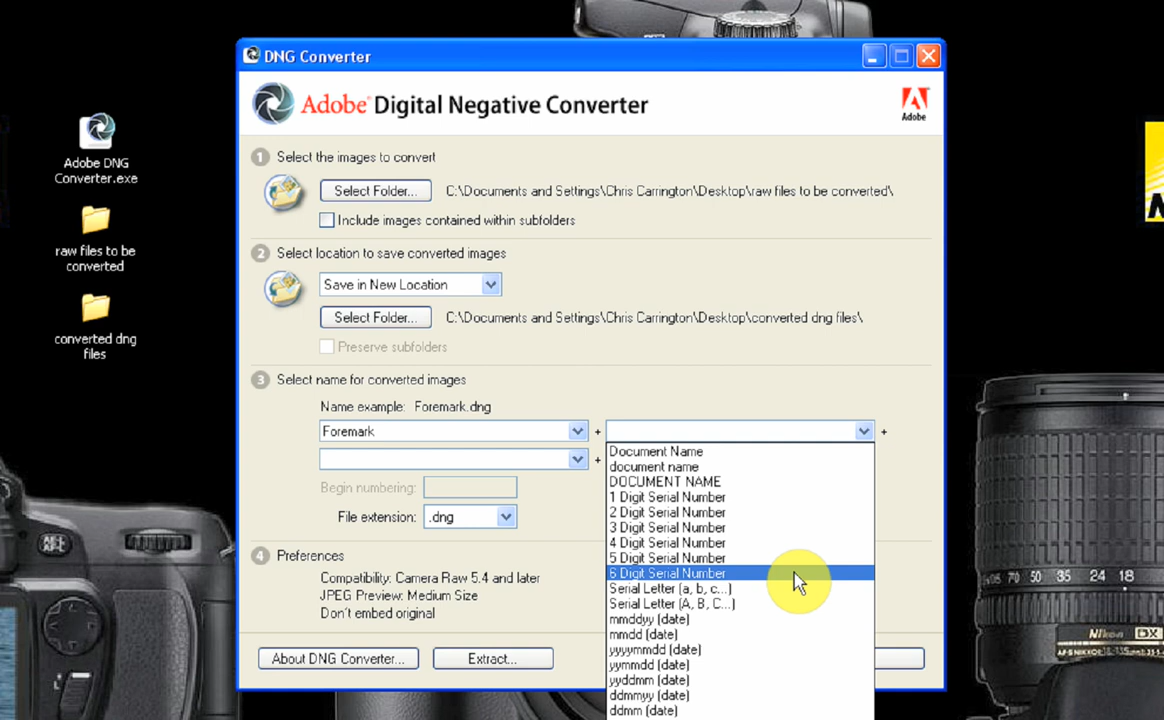 DNG Converter
Adobe® Digital Negative Converter
Adobe
Adobe DNG
Converter.exe
raw files to be
converted
converted dng
files
1 Select the images to convert
Select Folder... C:\Documents and Settings\Chris Carrington\Desktop\raw files to be converted\
Include images contained within subfolders
2 Select location to save converted images
Save in New Location
Select Folder... C:\Documents and Settings\Chris Carrington\Desktop\converted dng files\
Preserve subfolders
3 Select name for converted images
Name example: Foremark.dng
Foremark + +
+
Begin numbering:
File extension: .dng
Document Name
document name
DOCUMENT NAME
1 Digit Serial Number
2 Digit Serial Number
3 Digit Serial Number
4 Digit Serial Number
5 Digit Serial Number
6 Digit Serial Number
Serial Letter (a, b, c...)
Serial Letter (A, B, C...)
mmddyy (date)
mmdd (date)
yyyymmdd (date)
yymmdd (date)
yyddmm (date)
ddmmyy (date)
ddmm (date)
4 Preferences
Compatibility: Camera Raw 5.4 and later
JPEG Preview: Medium Size
Don't embed original
About DNG Converter... Extract...
AE-L
AF-L
70 50 35 24 18
Nikon DX